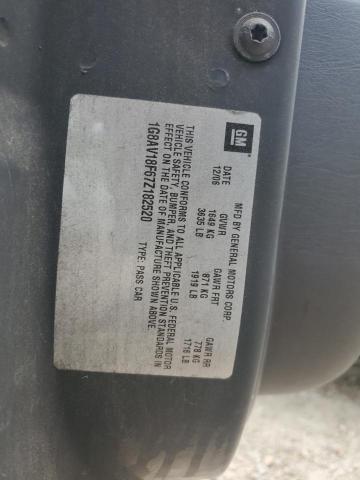 GM
MFD BY GENERAL MOTORS CORP.
DATE GVWR GAWR FRT GAWR RR
12/06 1649 KG 871 KG 778 KG
3635 LB 1919 LB 1716 LB
THIS VEHICLE CONFORMS TO ALL APPLICABLE U.S. FEDERAL MOTOR
VEHICLE SAFETY, BUMPER, AND THEFT PREVENTION STANDARDS IN
EFFECT ON THE DATE OF MANUFACTURE SHOWN ABOVE.
1G8AV18F67Z182520 TYPE: PASS CAR